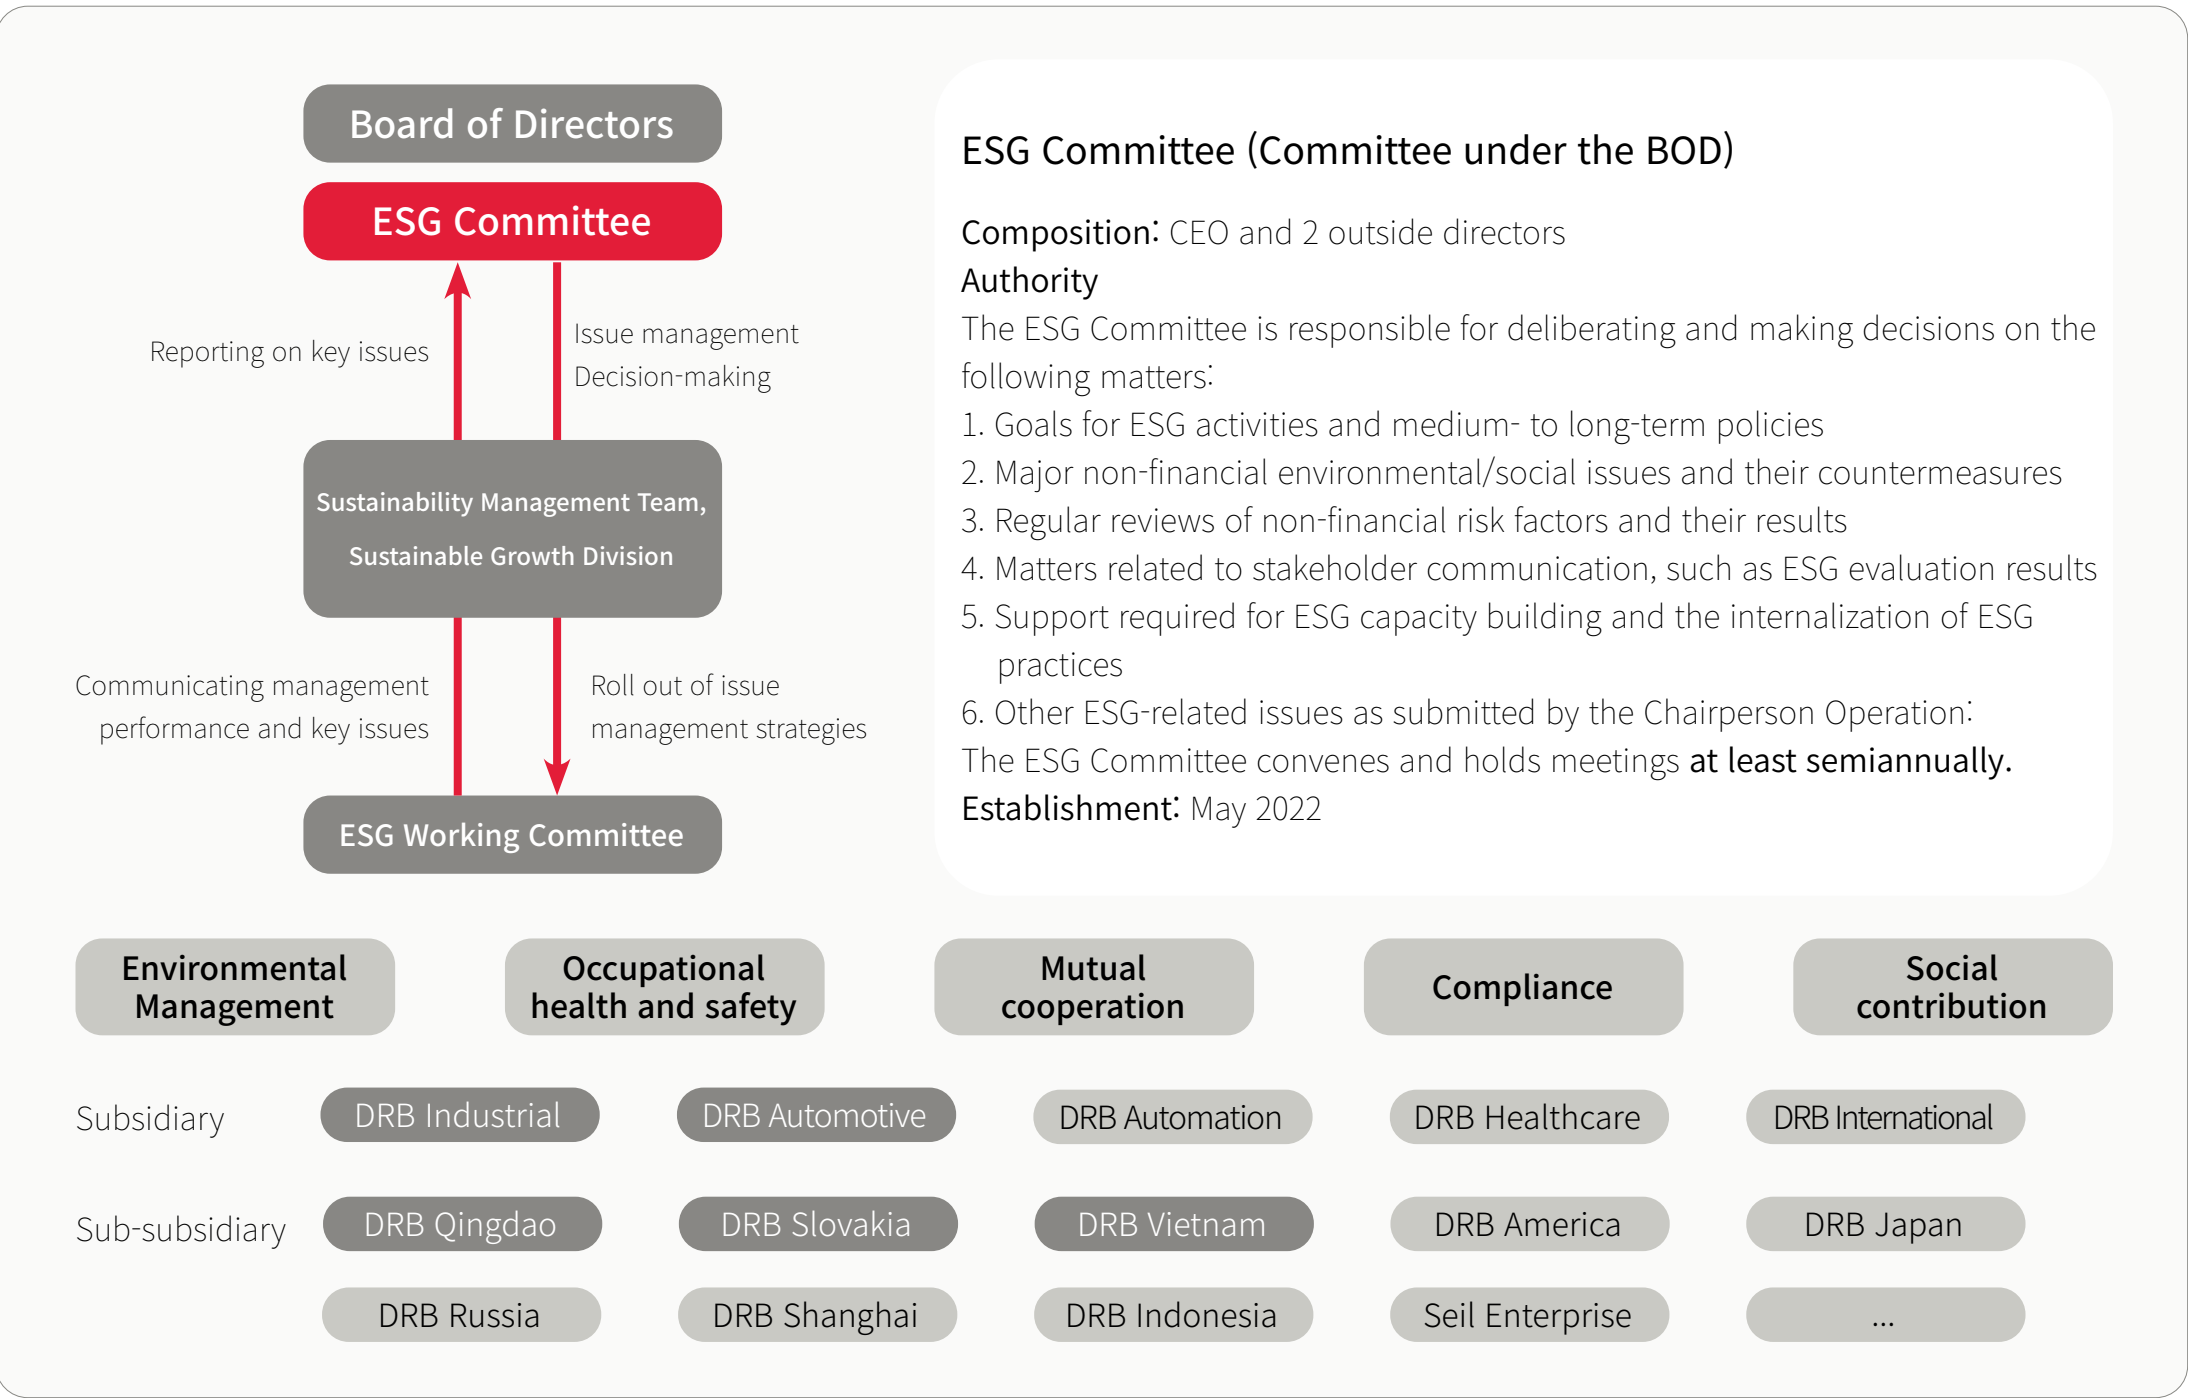 Board of Directors
ESG Committee
Reporting on key issues
Issue management
Decision-making
Sustainability Management Team,
Sustainable Growth Division
Communicating management
performance and key issues
Roll out of issue
management strategies
ESG Working Committee
ESG Committee (Committee under the BOD)
Composition: CEO and 2 outside directors
Authority
The ESG Committee is responsible for deliberating and making decisions on the
following matters:
1. Goals for ESG activities and medium- to long-term policies
2. Major non-financial environmental/social issues and their countermeasures
3. Regular reviews of non-financial risk factors and their results
4. Matters related to stakeholder communication, such as ESG evaluation results
5. Support required for ESG capacity building and the internalization of ESG
practices
6. Other ESG-related issues as submitted by the Chairperson Operation:
The ESG Committee convenes and holds meetings at least semiannually.
Establishment: May 2022
Environmental
Management
Occupational
health and safety
Mutual
cooperation
Compliance
Social
contribution
Subsidiary
DRB Industrial
DRB Automotive
DRB Automation
DRB Healthcare
DRB International
Sub-subsidiary
DRB Qingdao
DRB Slovakia
DRB Vietnam
DRB America
DRB Japan
DRB Russia
DRB Shanghai
DRB Indonesia
Seil Enterprise
...